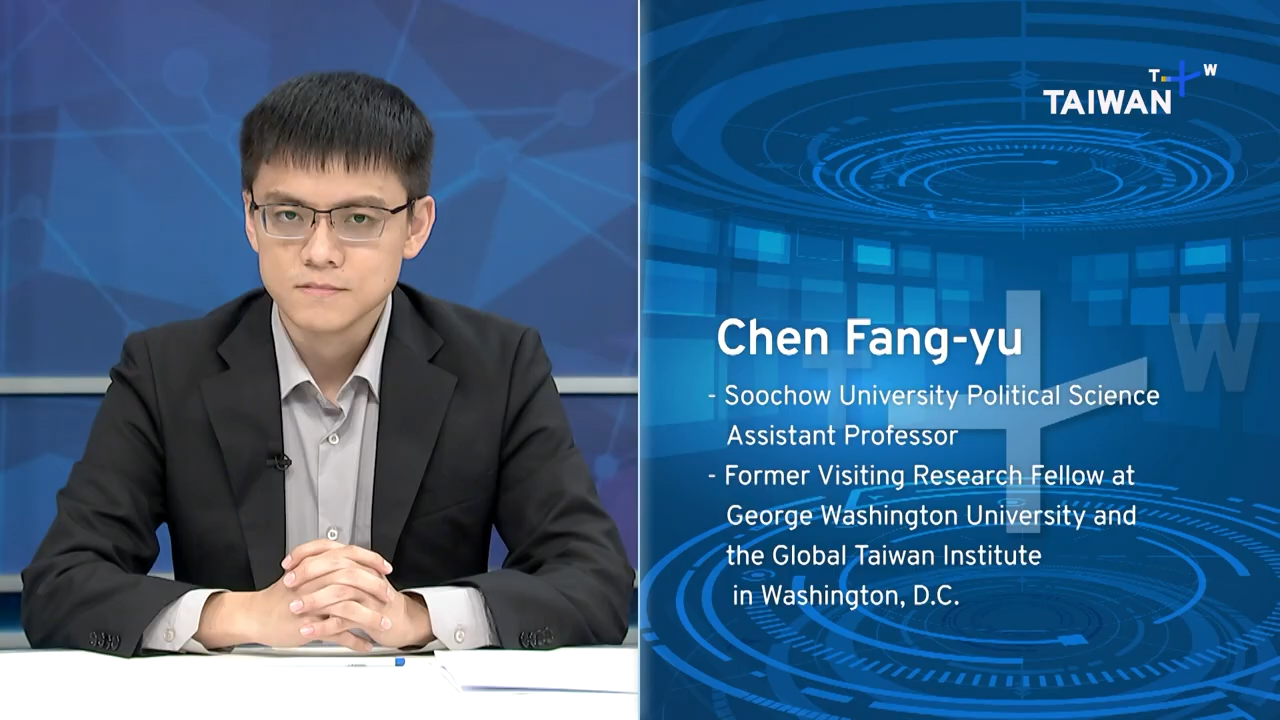 T W
TAIWAN
Chen Fang-yu
- Soochow University Political Science
Assistant Professor
- Former Visiting Research Fellow at
George Washington University and
the Global Taiwan Institute
in Washington, D.C.
T W